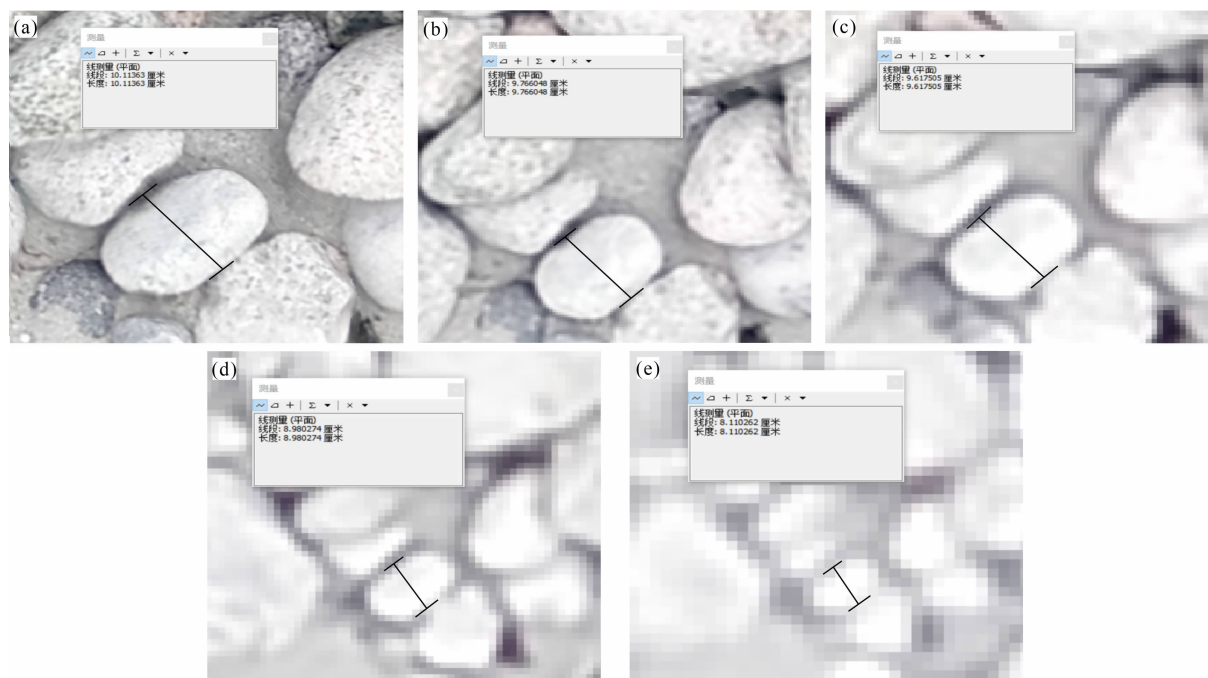 (a)
测量
Σ
线测量 (平面)
线段: 10.11363 厘米
长度: 10.11363 厘米
(b)
测量
Σ
线测量 (平面)
线段: 9.766048 厘米
长度: 9.766048 厘米
(c)
测量
Σ
线测量 (平面)
线段: 9.617505 厘米
长度: 9.617505 厘米
(d)
测量
Σ
线测量 (平面)
线段: 8.980274 厘米
长度: 8.980274 厘米
(e)
测量
Σ
线测量 (平面)
线段: 8.110262 厘米
长度: 8.110262 厘米